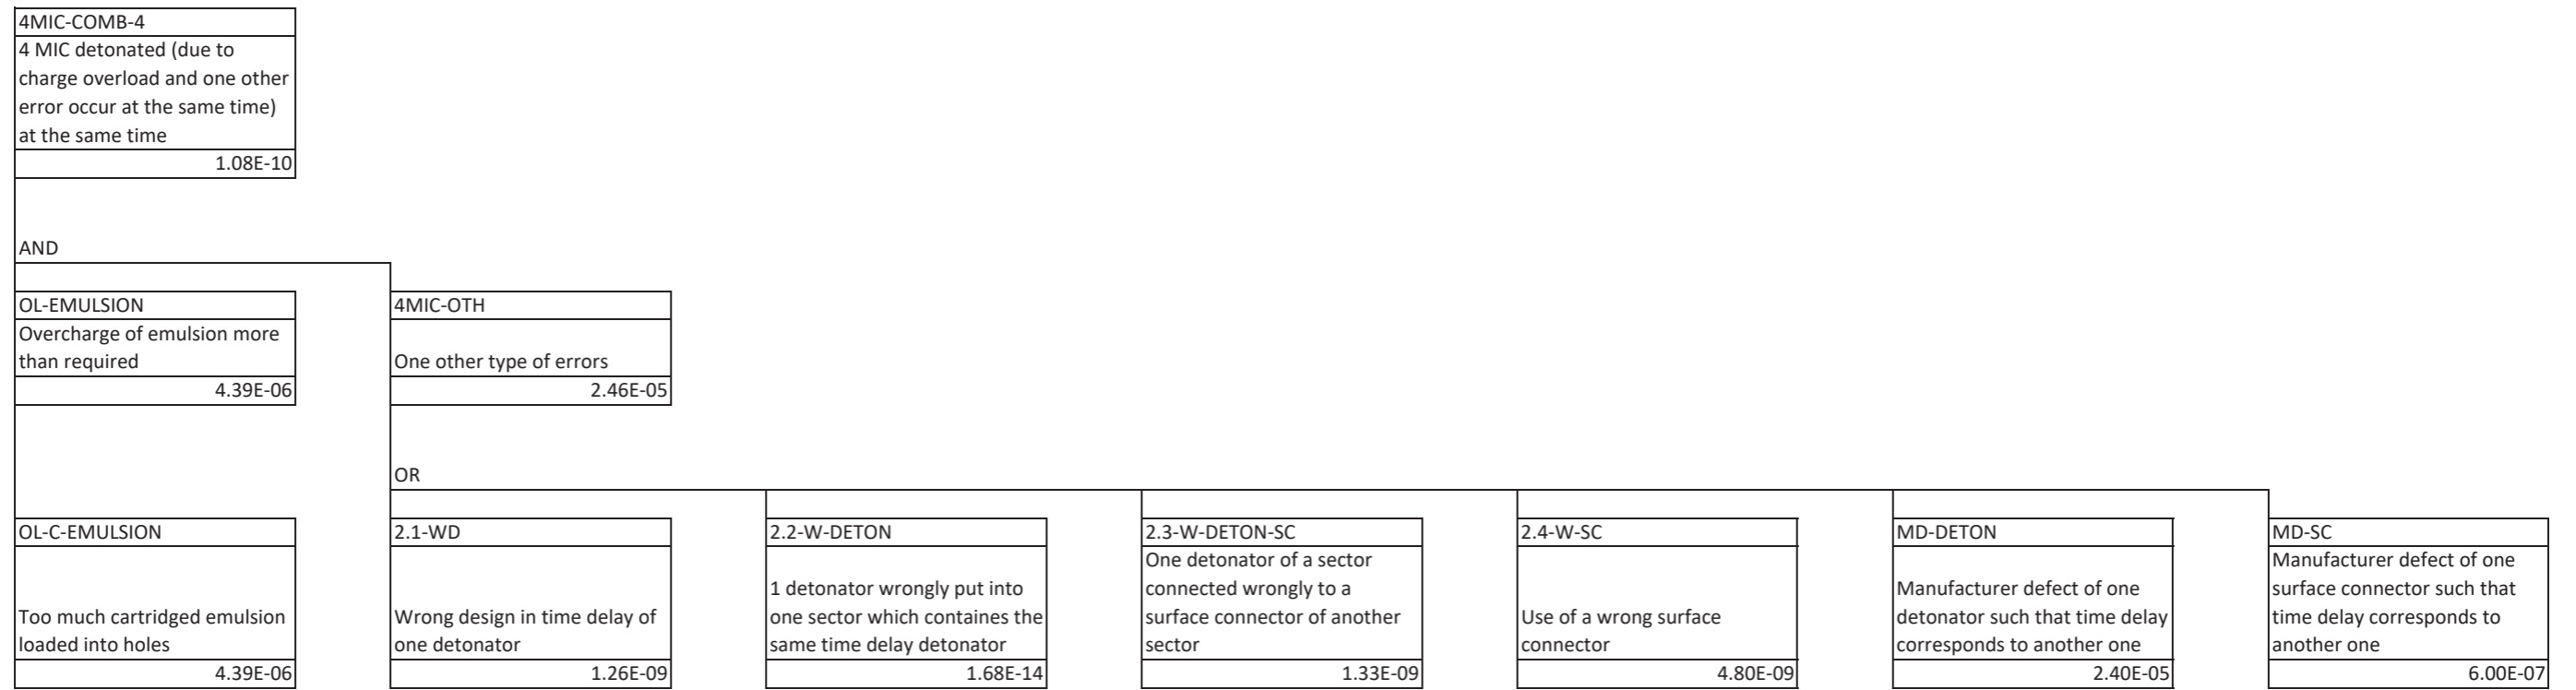 4MIC-COMB-4
4 MIC detonated (due to
charge overload and one other
error occur at the same time)
at the same time
1.08E-10
AND
OL-EMULSION
Overcharge of emulsion more
than required
4.39E-06
4MIC-OTH
One other type of errors
2.46E-05
OR
OL-C-EMULSION
Too much cartridged emulsion
loaded into holes
4.39E-06
2.1-WD
Wrong design in time delay of
one detonator
1.26E-09
2.2-W-DETON
1 detonator wrongly put into
one sector which containes the
same time delay detonator
1.68E-14
2.3-W-DETON-SC
One detonator of a sector
connected wrongly to a
surface connector of another
sector
1.33E-09
2.4-W-SC
Use of a wrong surface
connector
4.80E-09
MD-DETON
Manufacturer defect of one
detonator such that time delay
corresponds to another one
2.40E-05
MD-SC
Manufacturer defect of one
surface connector such that
time delay corresponds to
another one
6.00E-07